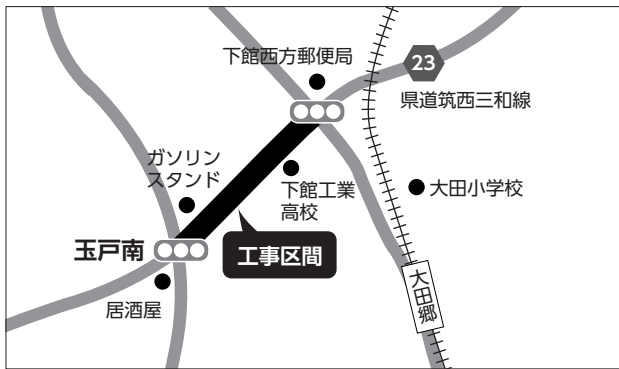 下館西方郵便局
23
県道筑西三和線
ガソリン
スタンド
下館工業
高校
大田小学校
玉戸南
工事区間
居酒屋
大田郷